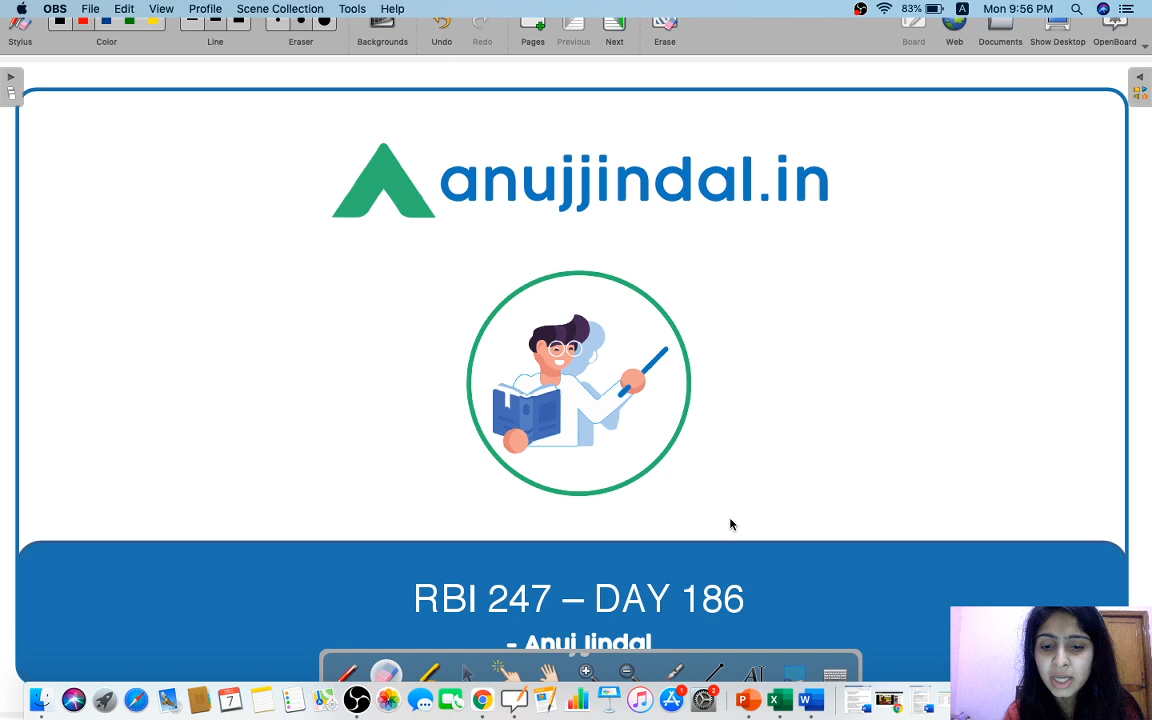 OBS File Edit View Profile Scene Collection Tools Help 83% A Mon 9:56 PM
Stylus Color Line Eraser Backgrounds Undo Redo Pages Previous Next Erase Board Web Documents Show Desktop OpenBoard
anujjindal.in
RBI 247 – DAY 186
- Anuj Jindal